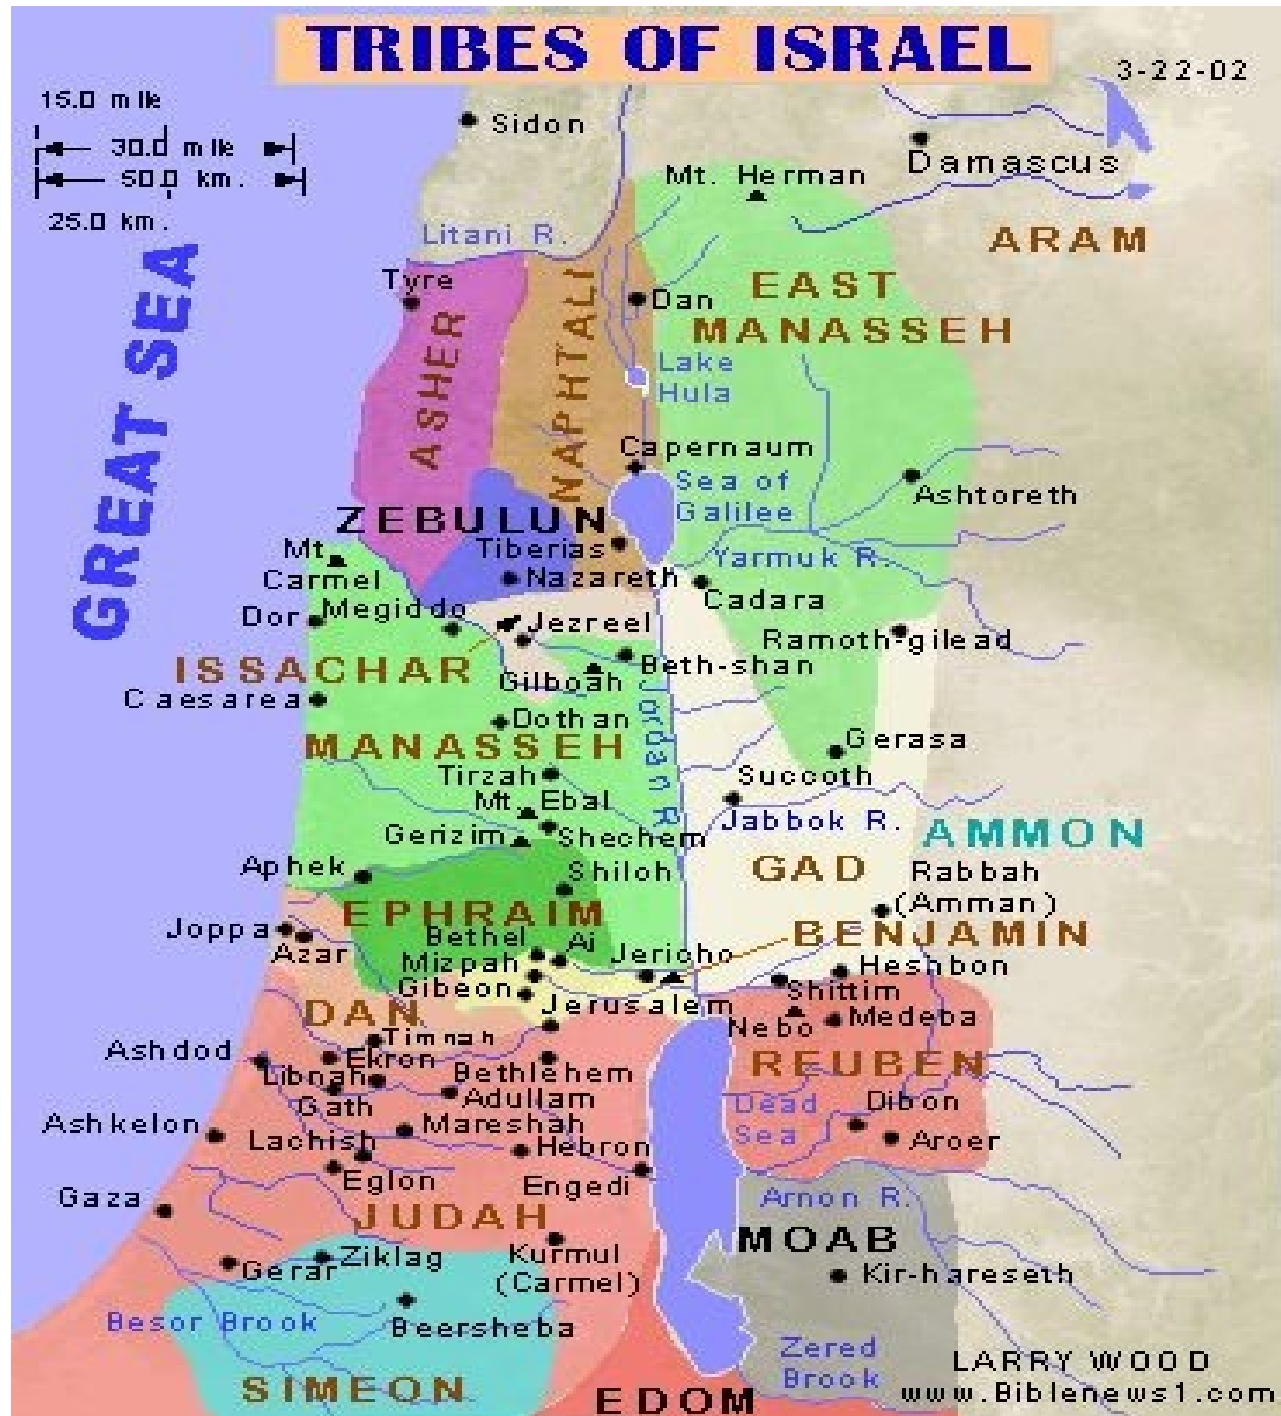 TRIBES OF ISRAEL
3-22-02
15.0 mile
30.0 mile
50.0 km.
25.0 km.
Sidon
Damascus
Mt. Herman
ARAM
Litani R.
GREAT SEA
Tyre
ASHER
NAPHTALI
Dan
EAST
MANASSEH
Lake
Hula
Capernaum
Sea of
Galilee
Ashtoreth
ZEBULUN
Tiberias
Mt
Carmel
Nazareth
Yarmuk R.
Cadara
Dor
Megiddo
Jezreel
Ramoth-gilead
ISSACHAR
Beth-shan
Gilboah
Caesarea
Dothan
Jordan R
MANASSEH
Gerasa
Tirzah
Succoth
Mt. Ebal
Jabbok R.
AMMON
Gerizim
Shechem
Aphek
Shiloh
GAD
Rabbah
(Amman)
EPHRAIM
Joppa
Azar
Bethel
Ai
Jericho
BENJAMIN
Mizpah
Heshbon
Gibeon
Shittim
Jerusalem
DAN
Nebo
Medeba
Timnah
Ashdod
Ekron
REUBEN
Libnah
Bethlehem
Gath
Adullam
Dead
Sea
Dibon
Ashkelon
Lachish
Mareshah
Hebron
Aroer
Eglon
Engedi
Gaza
Arnon R.
JUDAH
MOAB
Ziklag
Kurmul
(Carmel)
Gerar
Kir-hareseth
Besor Brook
Beersheba
Zered
Brook
SIMEON
EDOM
LARRY WOOD
www.Biblenews1.com